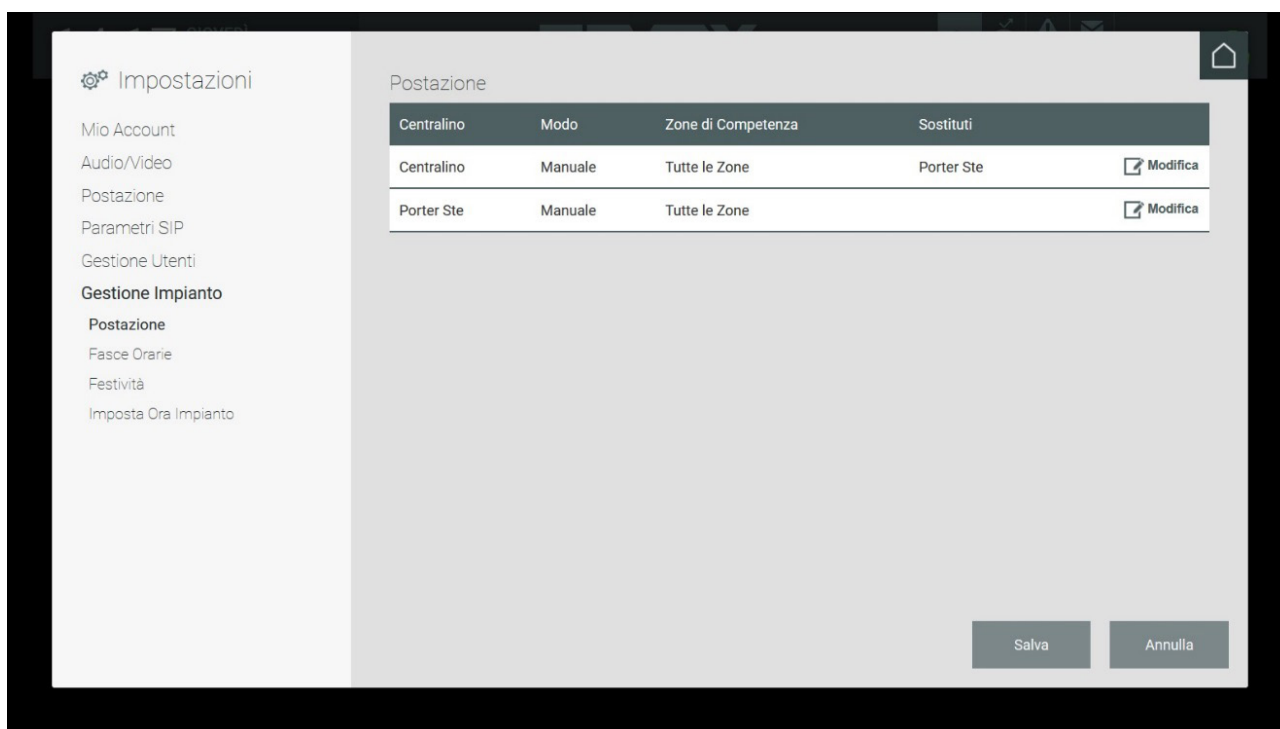 Impostazioni
Mio Account
Audio/Video
Postazione
Parametri SIP
Gestione Utenti
Gestione Impianto
Postazione
Fasce Orarie
Festività
Imposta Ora Impianto
Postazione
Centralino Modo Zone di Competenza Sostituti
Centralino Manuale Tutte le Zone Porter Ste Modifica
Porter Ste Manuale Tutte le Zone Modifica
Salva Annulla